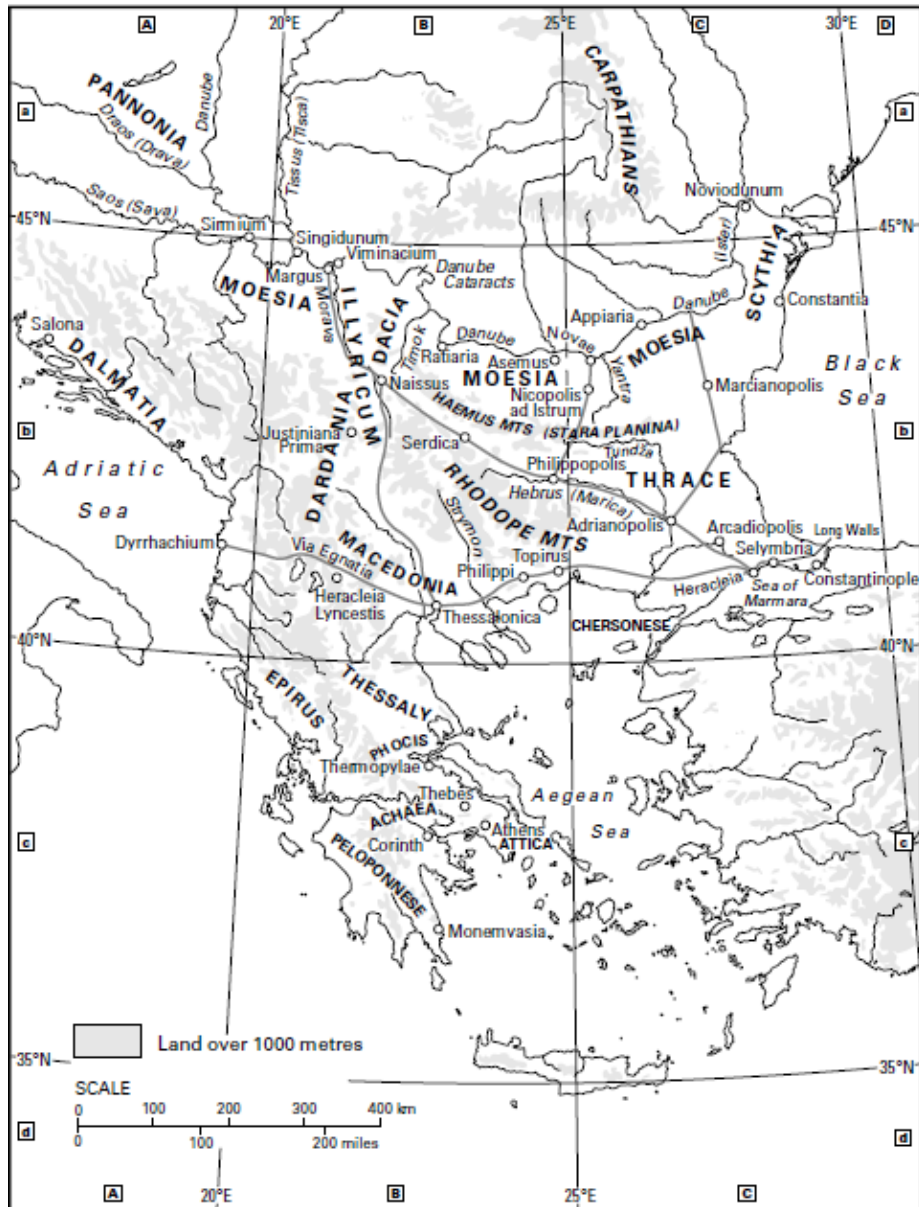 A
20°E
B
25°E
C
30°E
D
CARPATHIANS
PANNONIA
Danube
Draos (Drava)
Tissus (Tisca)
a
a
Saos (Sava)
Noviodunum
45°N
45°N
Sirmium
Singidunum
Viminacium
(Ister)
SCYTHIA
Margus
MOESIA
Danube
Cataracts
Morava
ILLYRICUM
DACIA
Timok
Danube
Constantia
Appiaria
Salona
Danube
Novae
MOESIA
DALMATIA
Ratiaria
Asemus
Yantra
Black
Sea
Naissus
MOESIA
Nicopolis
ad Istrum
Marcianopolis
HAEMUS MTS (STARA PLANINA)
b
b
Justiniana
Prima
DARDANIA
Serdica
Tundza
Adriatic
Sea
Philippopolis
THRACE
RHODOPE MTS
Hebrus (Marica)
Strymon
Adrianopolis
Arcadiopolis
Long Walls
Dyrrhachium
Via Egnatia
MACEDONIA
Topirus
Selymbria
Philippi
Heracleia
Constantinople
Heracleia
Lyncestis
Sea of
Marmara
Thessalonica
CHERSONESE
40°N
40°N
EPIRUS
THESSALY
PHOCIS
Thermopylae
Thebes
Aegean
Sea
ACHAEA
Athens
c
c
Corinth
ATTICA
PELOPONNESE
Monemvasia
Land over 1000 metres
35°N
35°N
SCALE
0 100 200 300 400 km
0 100 200 miles
d
d
A
20°E
B
25°E
C